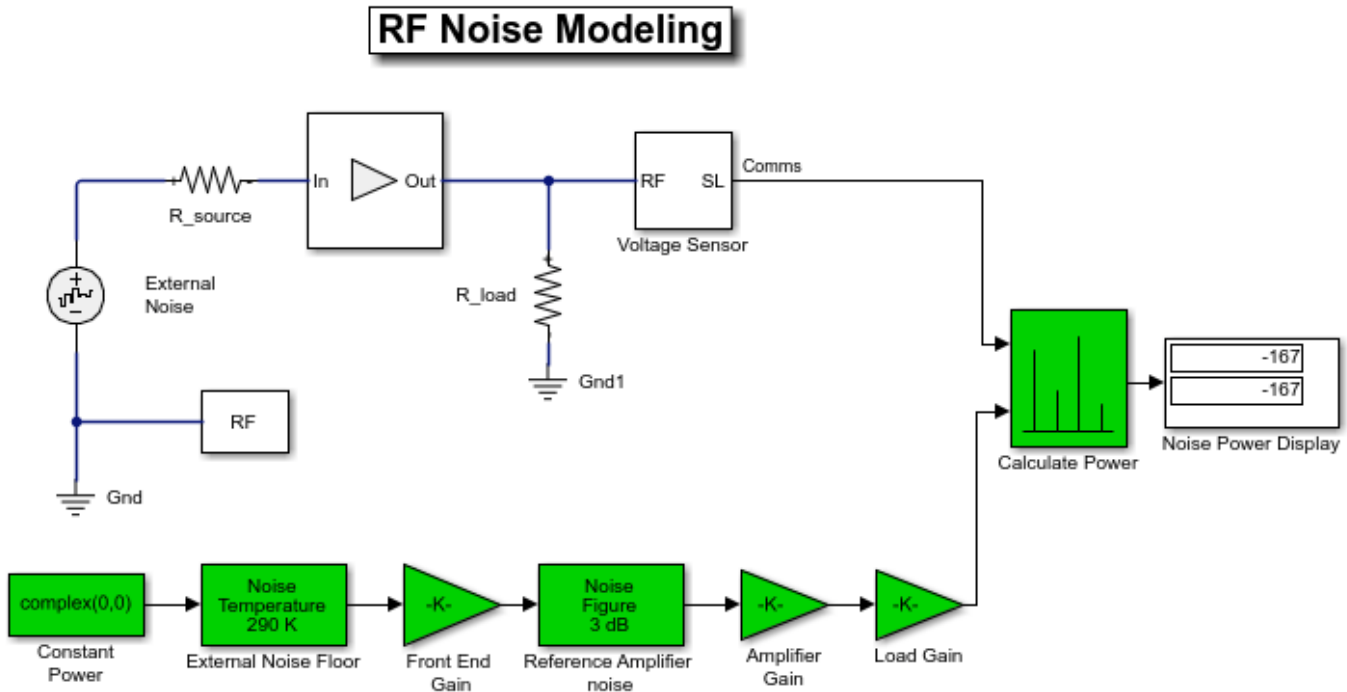 RF Noise Modeling
In
Out
RF
SL
Comms
R_source
Voltage Sensor
External
Noise
R_load
Gnd1
RF
Gnd
-167
-167
Calculate Power
Noise Power Display
complex(0,0)
Constant
Power
Noise
Temperature
290 K
External Noise Floor
-K-
Front End
Gain
Noise
Figure
3 dB
Reference Amplifier
noise
-K-
Amplifier
Gain
-K-
Load Gain